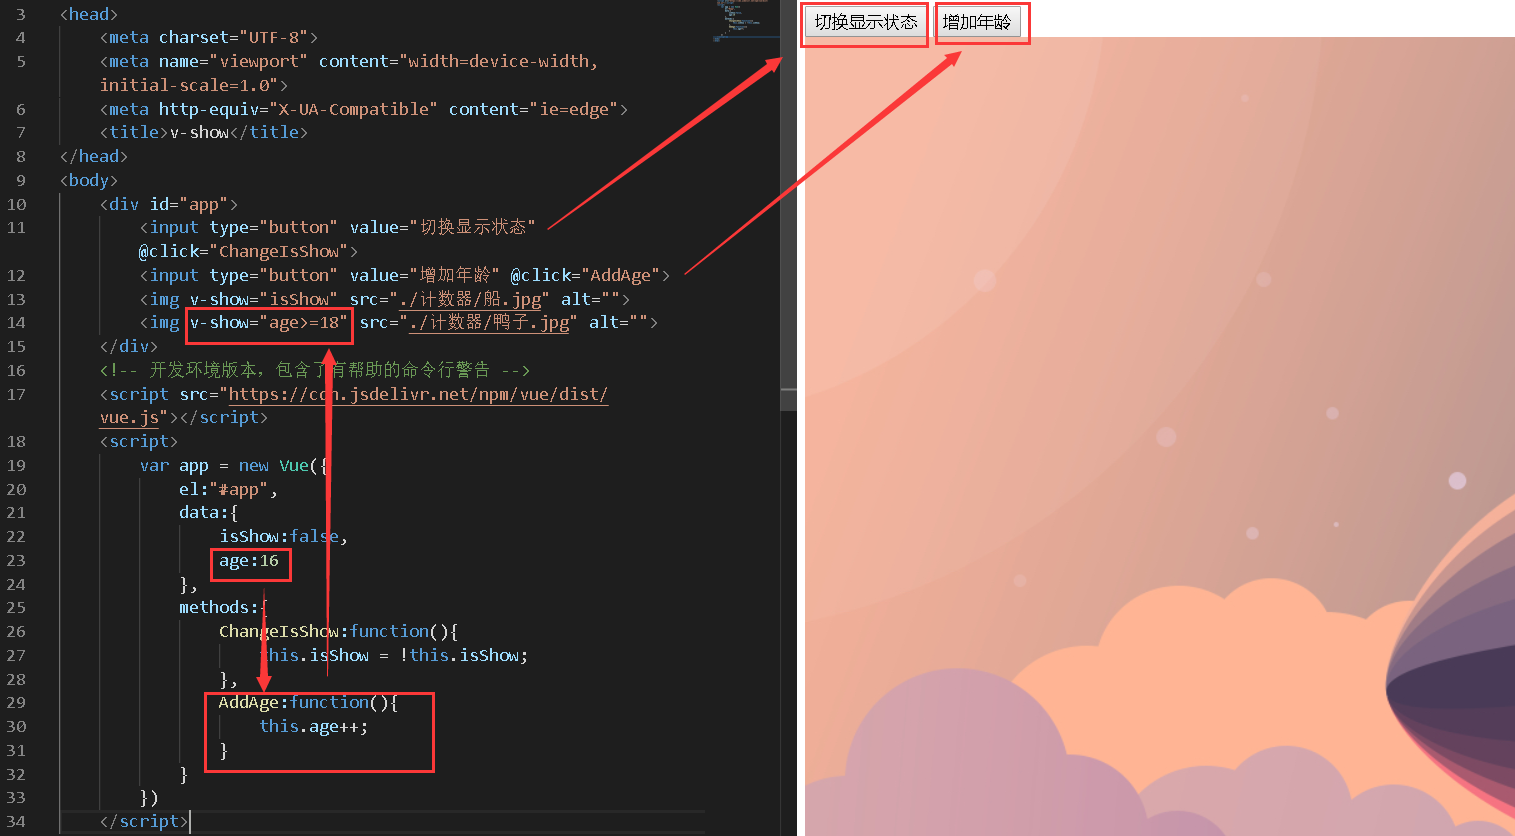 3 <head>
4 <meta charset="UTF-8">
5 <meta name="viewport" content="width=device-width,
initial-scale=1.0">
6 <meta http-equiv="X-UA-Compatible" content="ie=edge">
7 <title>v-show</title>
8 </head>
9 <body>
10 <div id="app">
11 <input type="button" value="切换显示状态"
@click="ChangeIsShow">
12 <input type="button" value="增加年龄" @click="AddAge">
13 <img v-show="isShow" src="./计数器/船.jpg" alt="">
14 <img v-show="age>=18" src="./计数器/鸭子.jpg" alt="">
15 </div>
16 <!-- 开发环境版本，包含了有帮助的命令行警告 -->
17 <script src="https://cdn.jsdelivr.net/npm/vue/dist/
vue.js"></script>
18 <script>
19 var app = new Vue({
20 el:"#app",
21 data:{
22 isShow:false,
23 age:16
24 },
25 methods:{
26 ChangeIsShow:function(){
27 this.isShow = !this.isShow;
28 },
29 AddAge:function(){
30 this.age++;
31 }
32 }
33 })
34 </script>
切换显示状态 增加年龄